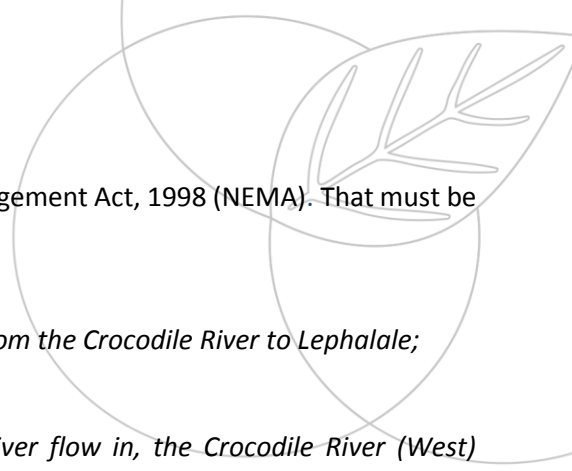 gement Act, 1998 (NEMA). That must be
om the Crocodile River to Lephalale;
iver flow in, the Crocodile River (West)